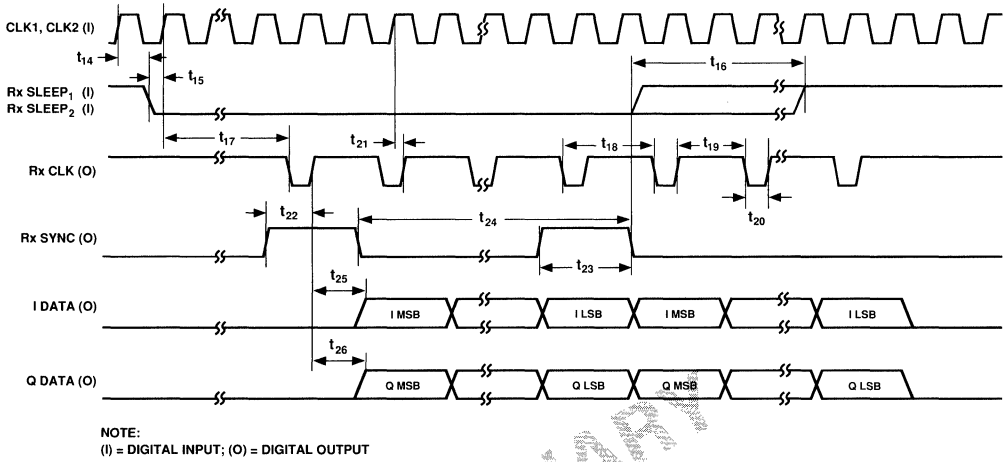 CLK1, CLK2 (I)
t14
t15
t16
Rx SLEEP1 (I)
Rx SLEEP2 (I)
t17
t21
t18
t19
Rx CLK (O)
t20
t22
t24
Rx SYNC (O)
t23
t25
I DATA (O)
I MSB
I LSB
I MSB
I LSB
t26
Q DATA (O)
Q MSB
Q LSB
Q MSB
Q LSB
NOTE:
(I) = DIGITAL INPUT; (O) = DIGITAL OUTPUT